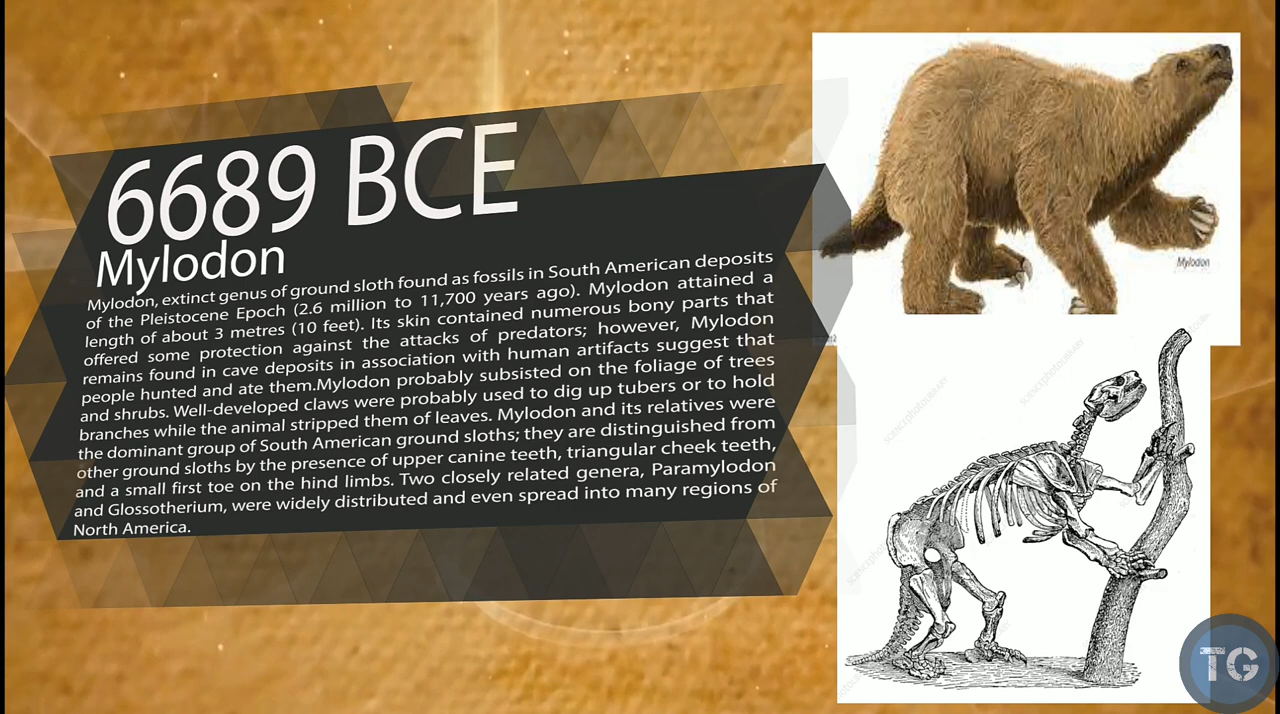 6689 BCE
Mylodon
Mylodon, extinct genus of ground sloth found as fossils in South American deposits
of the Pleistocene Epoch (2.6 million to 11,700 years ago). Mylodon attained a
length of about 3 metres (10 feet). Its skin contained numerous bony parts that
offered some protection against the attacks of predators; however, Mylodon
remains found in cave deposits in association with human artifacts suggest that
people hunted and ate them.Mylodon probably subsisted on the foliage of trees
and shrubs. Well-developed claws were probably used to dig up tubers or to hold
branches while the animal stripped them of leaves. Mylodon and its relatives were
the dominant group of South American ground sloths; they are distinguished from
other ground sloths by the presence of upper canine teeth, triangular cheek teeth,
and a small first toe on the hind limbs. Two closely related genera, Paramylodon
and Glossotherium, were widely distributed and even spread into many regions of
North America.
Mylodon
SCIENCEPHOTOLIBRARY
SCIENCEPHOTOLIBRARY
SCIENCEPHOTOLIBRARY
TG